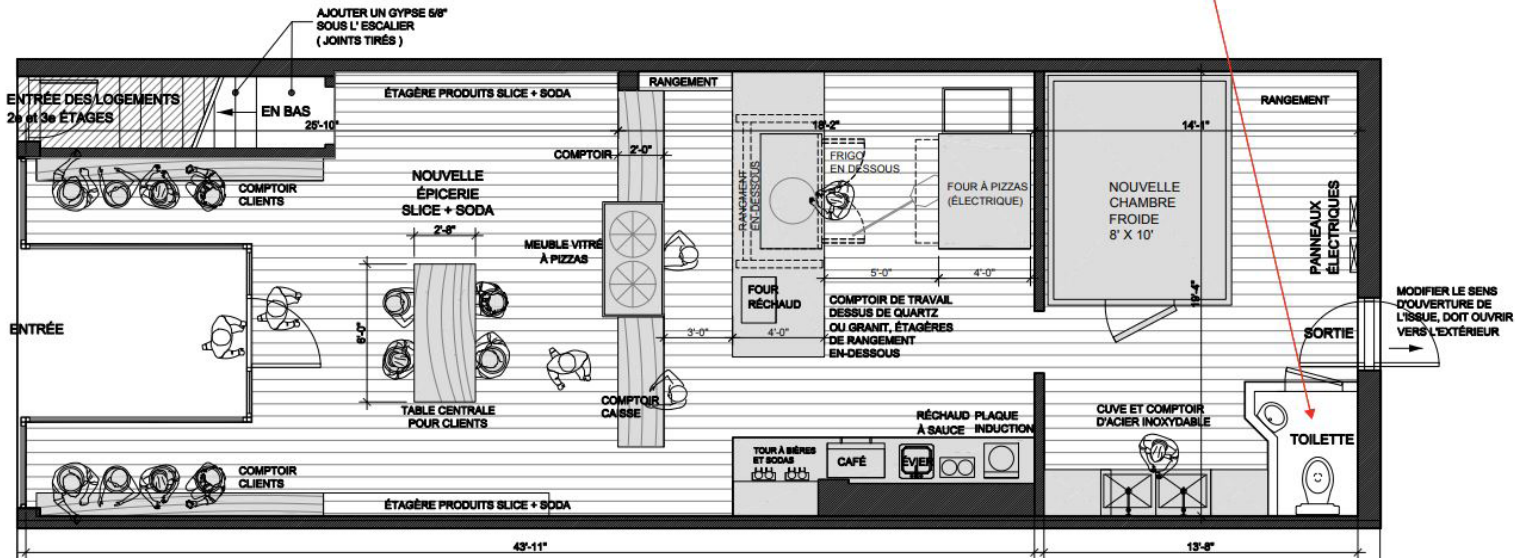 AJOUTER UN GYPSE 5/8"
SOUS L' ESCALIER
( JOINTS TIRÉS )
ENTRÉE DES LOGEMENTS
2e et 3e ÉTAGES
EN BAS
ÉTAGÈRE PRODUITS SLICE + SODA
25'-10"
RANGEMENT
18'-2"
14'-1"
RANGEMENT
COMPTOIR
2'-0"
COMPTOIR
CLIENTS
NOUVELLE
ÉPICERIE
SLICE + SODA
2'-8"
6'-0"
MEUBLE VITRÉ
À PIZZAS
RANGMENT
EN-DESSOUS
FRIGO
EN DESSOUS
FOUR À PIZZAS
(ÉLECTRIQUE)
NOUVELLE
CHAMBRE
FROIDE
8' X 10'
PANNEAUX
ÉLECTRIQUES
19'-4"
5'-0"
4'-0"
FOUR
RÉCHAUD
3'-0"
4'-0"
COMPTOIR DE TRAVAIL
DESSUS DE QUARTZ
OU GRANIT, ÉTAGÈRES
DE RANGEMENT
EN-DESSOUS
ENTRÉE
SORTIE
MODIFIER LE SENS
D'OUVERTURE DE
L'ISSUE, DOIT OUVRIR
VERS L'EXTÉRIEUR
TABLE CENTRALE
POUR CLIENTS
COMPTOIR
CAISSE
RÉCHAUD
À SAUCE
PLAQUE
INDUCTION
CUVE ET COMPTOIR
D'ACIER INOXYDABLE
TOILETTE
TOUR À BIÈRES
ET SODAS
CAFÉ
ÉVIER
COMPTOIR
CLIENTS
ÉTAGÈRE PRODUITS SLICE + SODA
43'-11"
13'-8"